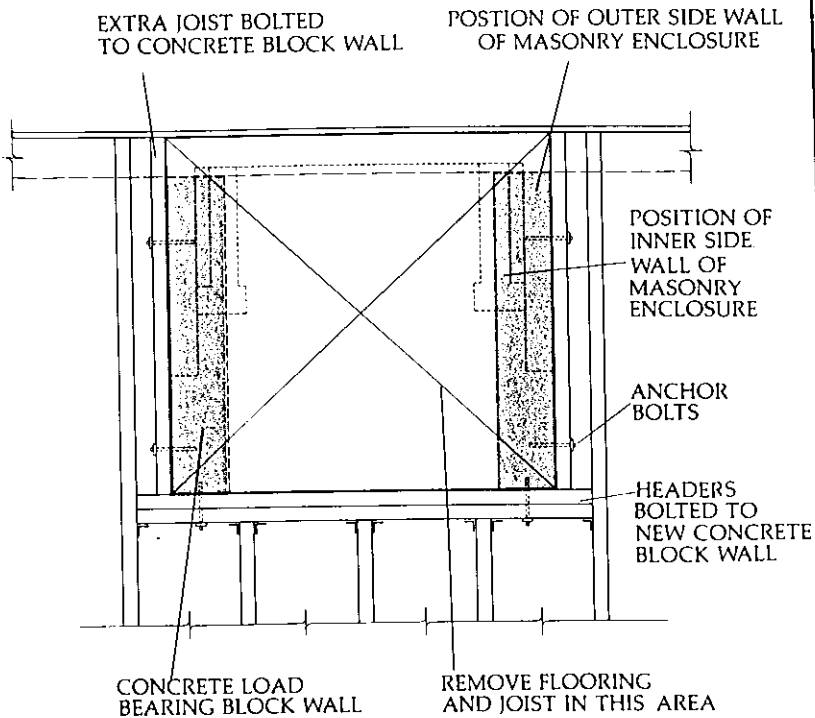 EXTRA JOIST BOLTED
TO CONCRETE BLOCK WALL
POSTION OF OUTER SIDE WALL
OF MASONRY ENCLOSURE
POSITION OF
INNER SIDE
WALL OF
MASONRY
ENCLOSURE
ANCHOR
BOLTS
HEADERS
BOLTED TO
NEW CONCRETE
BLOCK WALL
CONCRETE LOAD
BEARING BLOCK WALL
REMOVE FLOORING
AND JOIST IN THIS AREA